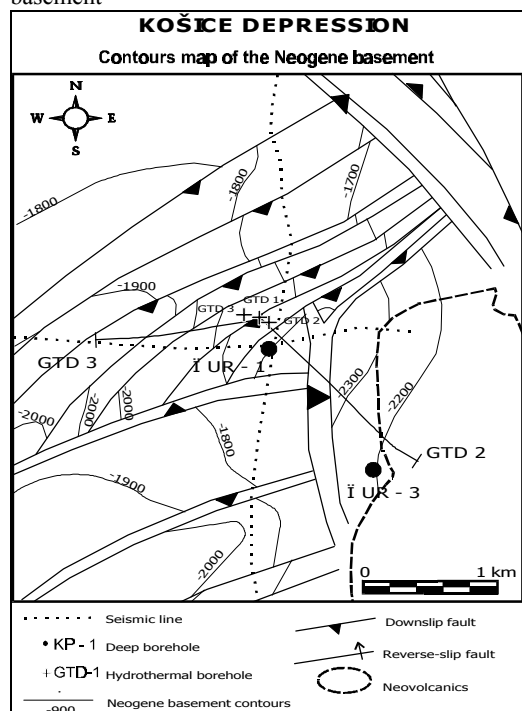 basement
KOŠICE DEPRESSION
Contours map of the Neogene basement
N
W E
S
-1800
-1800
-1700
-1900
GTD 3
GTD 1
GTD 2
GTD 3
Ï UR - 1
-2000
-2000
-2000
-2300
-2200
-1800
GTD 2
Ï UR - 3
-1900
-2000
0 1 km
Seismic line
KP - 1 Deep borehole
GTD-1 Hydrothermal borehole
-900 Neogene basement contours
Downslip fault
Reverse-slip fault
Neovolcanics